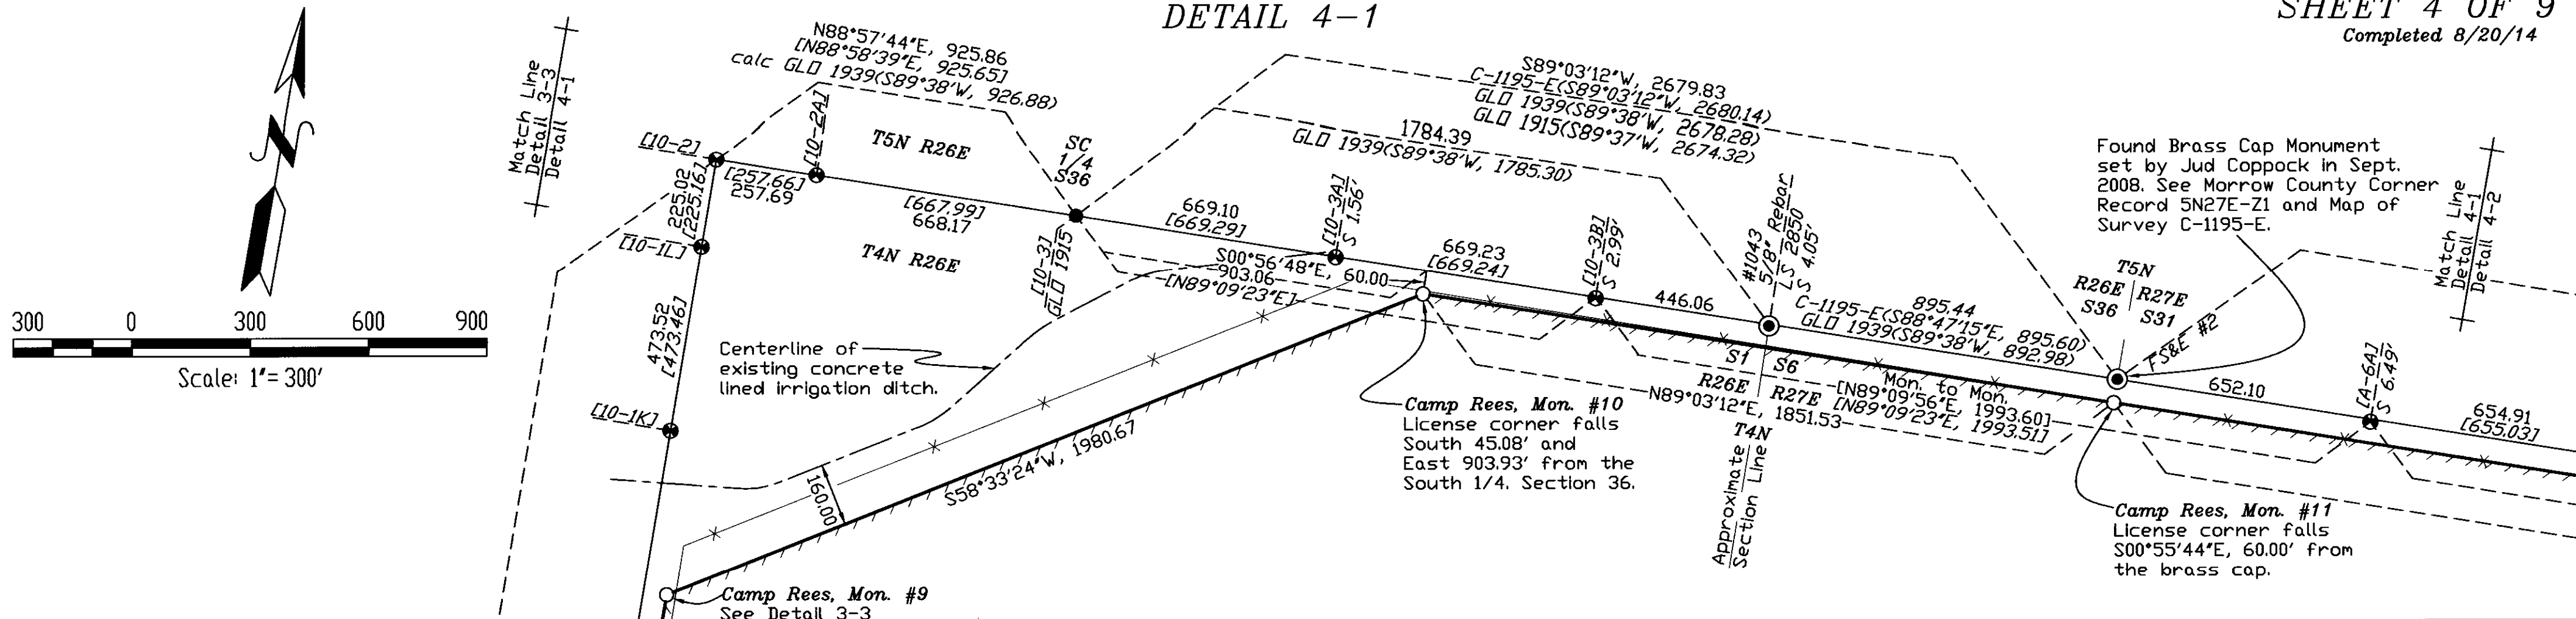 DETAIL 4-1
SHEET 4 OF 9
Completed 8/20/14
N
300 0 300 600 900
Scale: 1"=300'
Match Line
Detail 3-3
Detail 4-1
N88°57'44"E, 925.86
[N88°58'39"E, 925.65]
calc GLO 1939(S89°38'W, 926.88)
[10-2]
[10-2A]
T5N R26E
SC
1/4
S36
[257.66]
257.69
225.02
[225.16]
[10-1L]
[667.99]
668.17
T4N R26E
[10-3]
GLO 1915
473.52
[473.46]
[10-1K]
Centerline of
existing concrete
lined irrigation ditch.
160.00
S58°33'24"W, 1980.67
Camp Rees, Mon. #9
See Detail 3-3
S89°03'12"W, 2679.83
C-1195-E(S89°03'12"W, 2680.14)
GLO 1939(S89°38'W, 2678.28)
GLO 1915(S89°37'W, 2674.32)
1784.39
GLO 1939(S89°38'W, 1785.30)
669.10
[669.29]
[10-3A]
S 1.56'
S00°56'48"E, 60.00
903.06
[N89°09'23"E]
669.23
[669.24]
[10-3B]
S 2.99'
446.06
#1043
5/8" Rebar
LS 2850
S 4.05'
895.44
C-1195-E(S88°47'15"E, 895.60)
GLO 1939(S89°38'W, 892.98)
S1 S6
R26E R27E
Mon. to Mon.
[N89°09'56"E, 1993.60]
[N89°09'23"E, 1993.51]
N89°03'12"E, 1851.53
T4N
Approximate
Section Line
Camp Rees, Mon. #10
License corner falls
South 45.08' and
East 903.93' from the
South 1/4. Section 36.
Found Brass Cap Monument
set by Jud Coppock in Sept.
2008. See Morrow County Corner
Record 5N27E-Z1 and Map of
Survey C-1195-E.
T5N
R26E R27E
S36 S31
FS&E #2
Match Line
Detail 4-1
Detail 4-2
652.10
[A-6A]
S 6.49'
654.91
[655.03]
Camp Rees, Mon. #11
License corner falls
S00°55'44"E, 60.00' from
the brass cap.